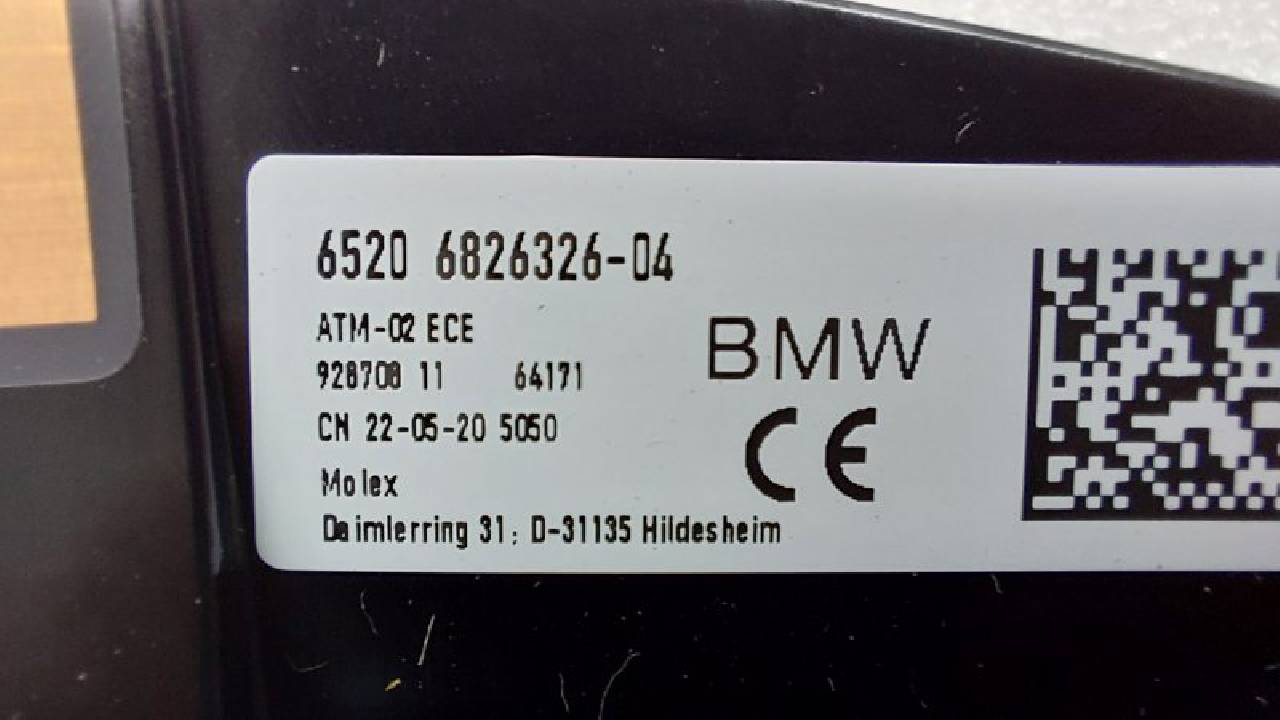 6520 6826326-04
ATM-02 ECE
928708 11 64171
CN 22-05-20 5050
Molex
Daimlerring 31; D-31135 Hildesheim
BMW
CE